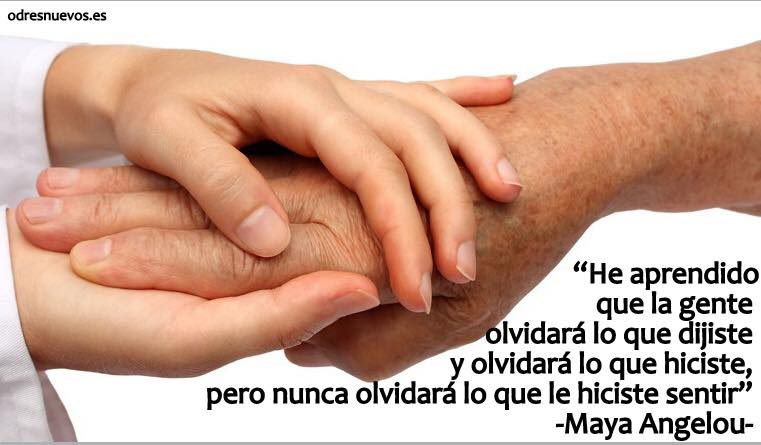 odresnuevos.es
“He aprendido
que la gente
olvidará lo que dijiste
y olvidará lo que hiciste,
pero nunca olvidará lo que le hiciste sentir”
-Maya Angelou-